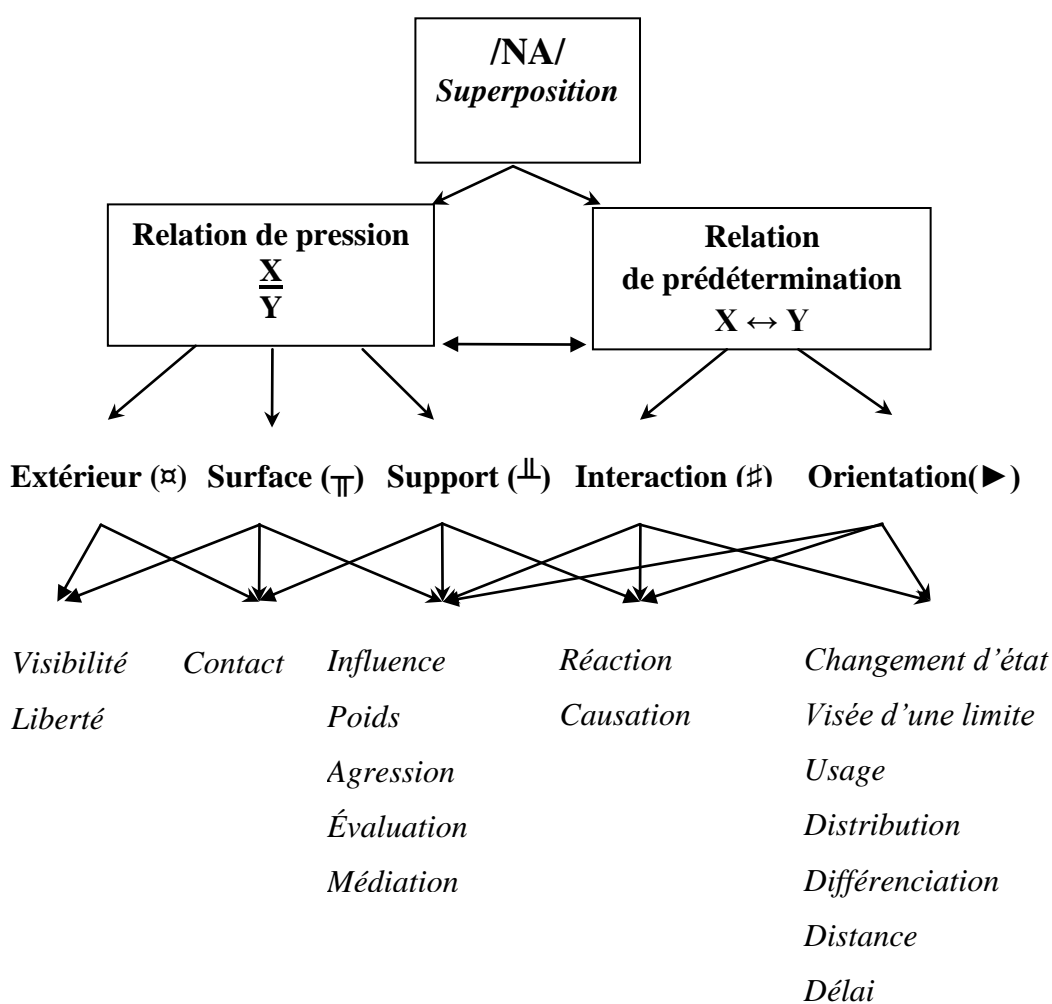 /NA/
Superposition
Relation de pression
X
Y
Relation
de prédétermination
X ↔ Y
Extérieur (¤) Surface (╥) Support (╨) Interaction (♯) Orientation(►)
Visibilité
Liberté
Contact
Influence
Poids
Agression
Évaluation
Médiation
Réaction
Causation
Changement d'état
Visée d'une limite
Usage
Distribution
Différenciation
Distance
Délai